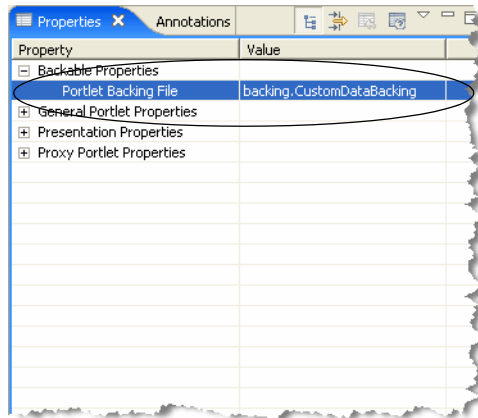 Properties Annotations
Property Value
Backable Properties
Portlet Backing File backing.CustomDataBacking
General Portlet Properties
Presentation Properties
Proxy Portlet Properties